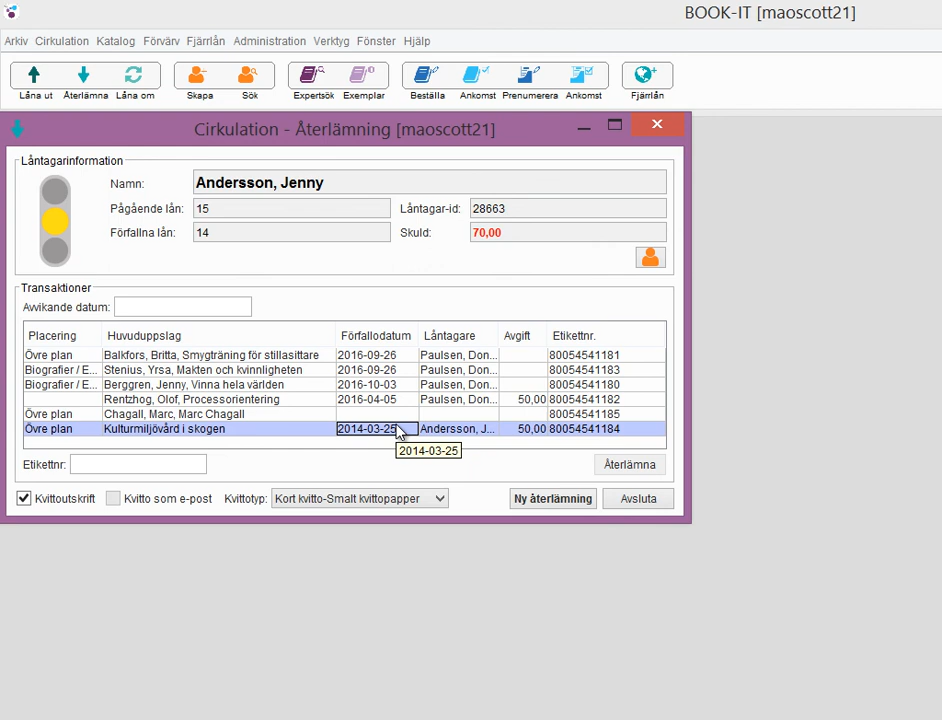 BOOK-IT [maoscott21]
Arkiv Cirkulation Katalog Förvärv Fjärrlån Administration Verktyg Fönster Hjälp
Låna ut Återlämna Låna om Skapa Sök Expertsök Exemplar Beställa Ankomst Prenumerera Ankomst Fjärrlån
Cirkulation - Återlämning [maoscott21]
Låntagarinformation
Namn: Andersson, Jenny
Pågående lån: 15 Låntagar-id: 28663
Förfallna lån: 14 Skuld: 70,00
Transaktioner
Avvikande datum:
Placering Huvuduppslag Förfallodatum Låntagare Avgift Etikettnr.
Övre plan Balkfors, Britta, Smygträning för stillasittare 2016-09-26 Paulsen, Don... 80054541181
Biografier / E... Stenius, Yrsa, Makten och kvinnligheten 2016-09-26 Paulsen, Don... 80054541183
Biografier / E... Berggren, Jenny, Vinna hela världen 2016-10-03 Paulsen, Don... 80054541180
Rentzhog, Olof, Processorientering 2016-04-05 Paulsen, Don... 50,00 80054541182
Övre plan Chagall, Marc, Marc Chagall 80054541185
Övre plan Kulturmiljövård i skogen 2014-03-25 Andersson, J... 50,00 80054541184
2014-03-25
Etikettnr: Återlämna
Kvittoutskrift Kvitto som e-post Kvittotyp: Kort kvitto-Smalt kvittopapper Ny återlämning Avsluta